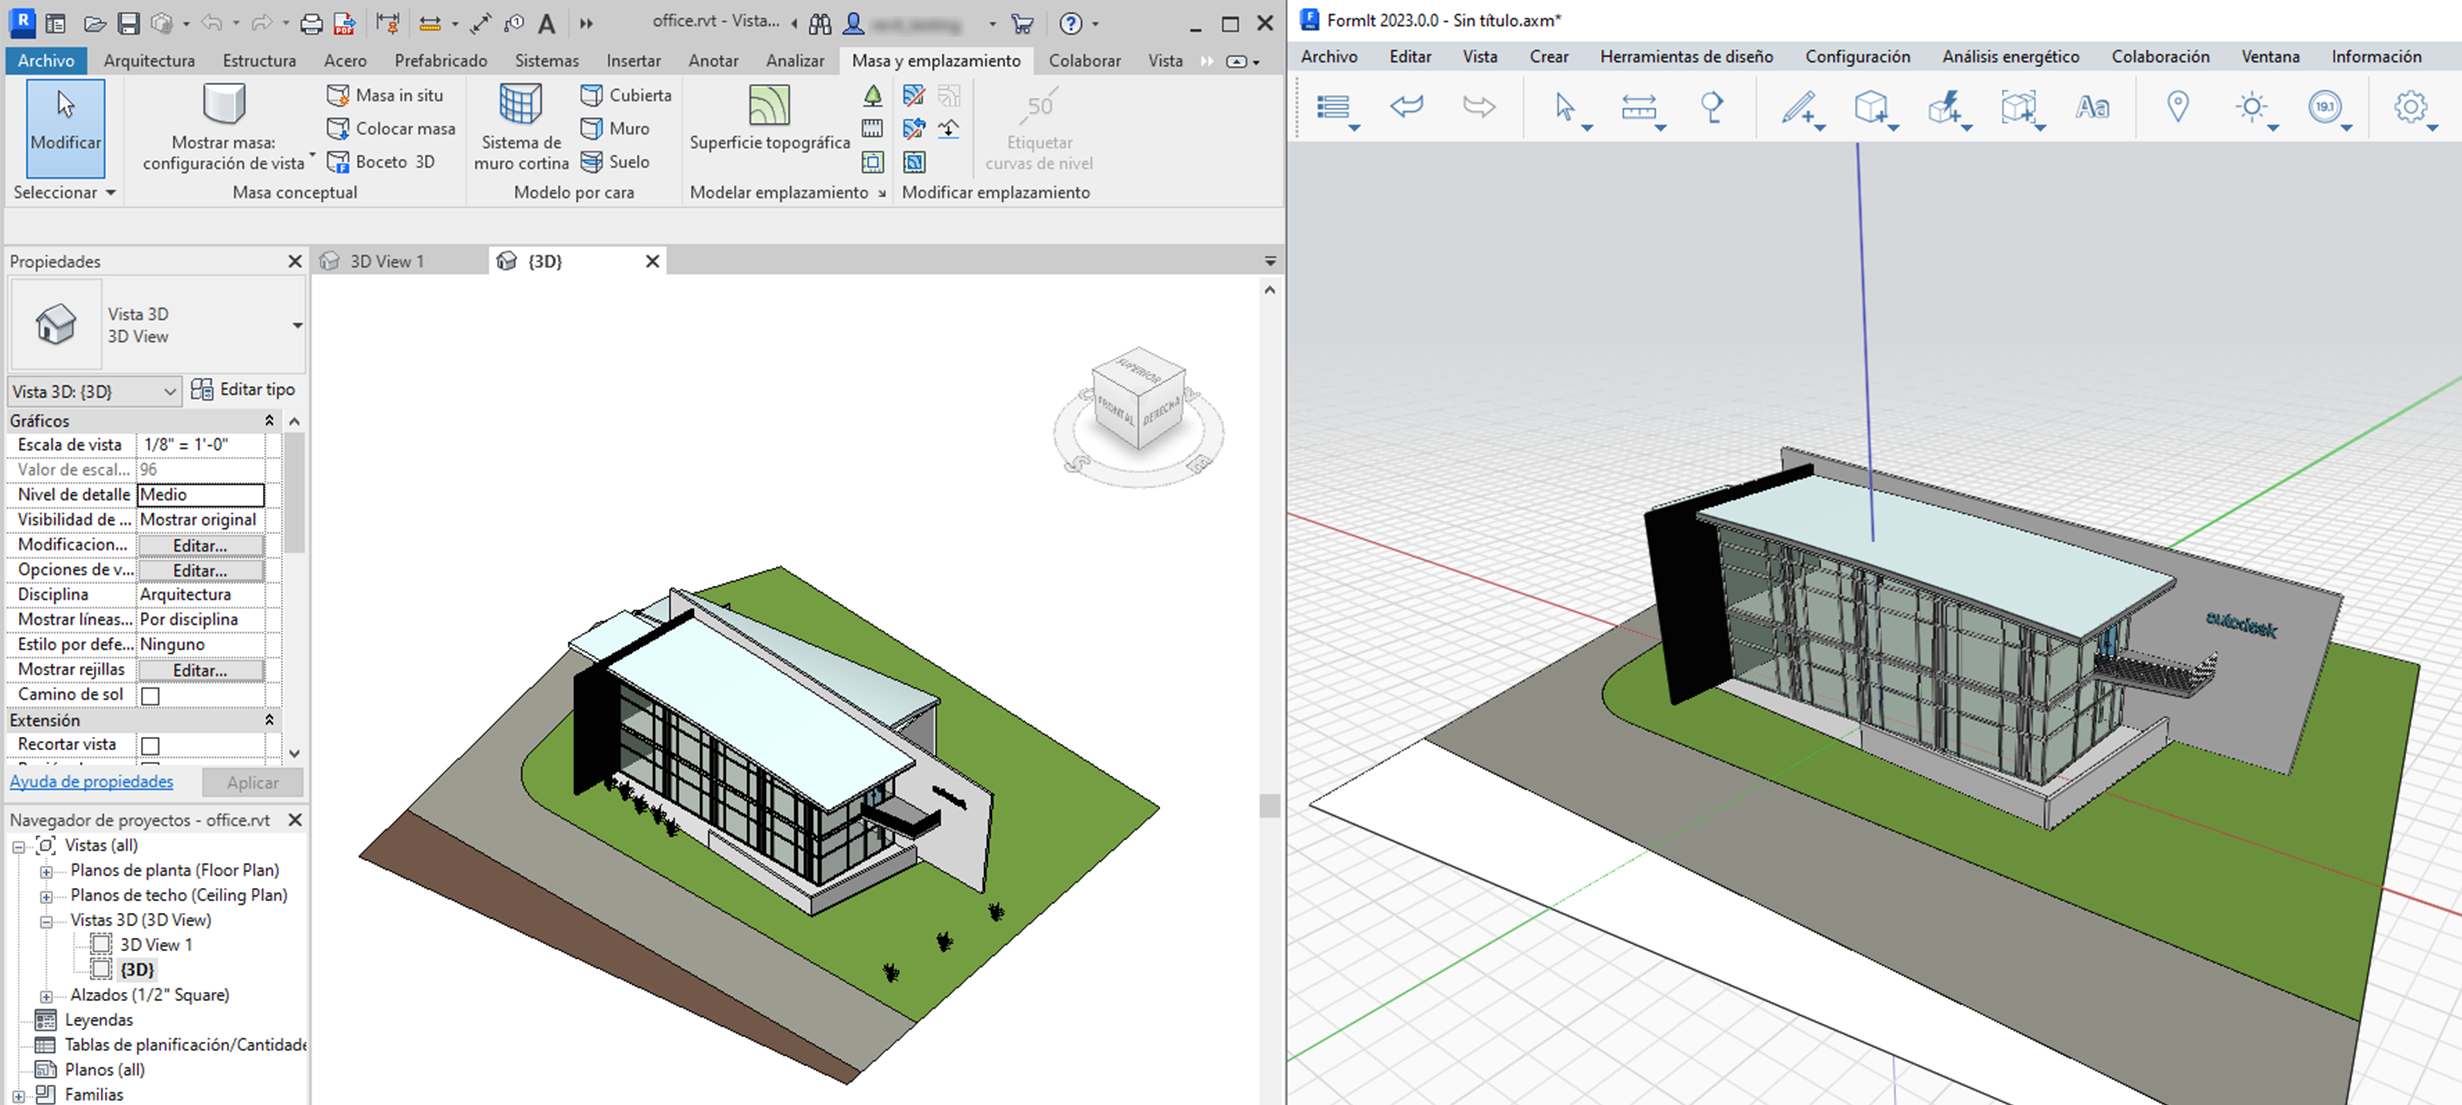 office.rvt - Vista...
Archivo Arquitectura Estructura Acero Prefabricado Sistemas Insertar Anotar Analizar Masa y emplazamiento Colaborar Vista
Modificar
Mostrar masa:
configuración de vista
Masa in situ
Colocar masa
Boceto 3D
Sistema de
muro cortina
Cubierta
Muro
Suelo
Superficie topográfica
50
Etiquetar
curvas de nivel
Seleccionar Masa conceptual Modelo por cara Modelar emplazamiento Modificar emplazamiento
Propiedades
3D View 1 {3D}
Vista 3D
3D View
Vista 3D: {3D} Editar tipo
Gráficos
Escala de vista 1/8" = 1'-0"
Valor de escal... 96
Nivel de detalle Medio
Visibilidad de ... Mostrar original
Modificacion... Editar...
Opciones de v... Editar...
Disciplina Arquitectura
Mostrar líneas... Por disciplina
Estilo por defe... Ninguno
Mostrar rejillas Editar...
Camino de sol
Extensión
Recortar vista
Ayuda de propiedades Aplicar
Navegador de proyectos - office.rvt
Vistas (all)
Planos de planta (Floor Plan)
Planos de techo (Ceiling Plan)
Vistas 3D (3D View)
3D View 1
{3D}
Alzados (1/2" Square)
Leyendas
Tablas de planificación/Cantidade
Planos (all)
Familias
SUPERIOR
FRONTAL DERECHA
S E
FormIt 2023.0.0 - Sin título.axm*
Archivo Editar Vista Crear Herramientas de diseño Configuración Análisis energético Colaboración Ventana Información
Aa
19.1
autodesk